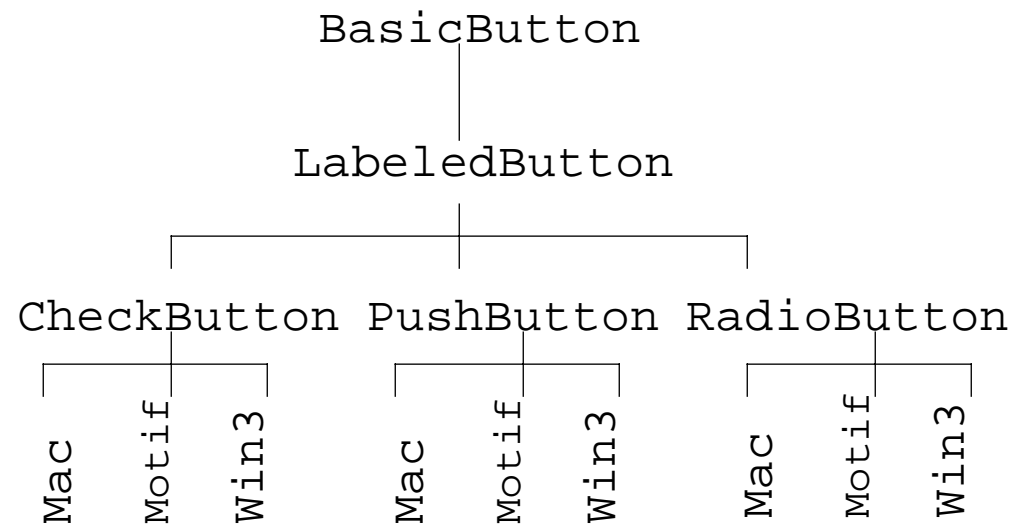 BasicButton
LabeledButton
CheckButton PushButton RadioButton
Mac Motif Win3 Mac Motif Win3 Mac Motif Win3